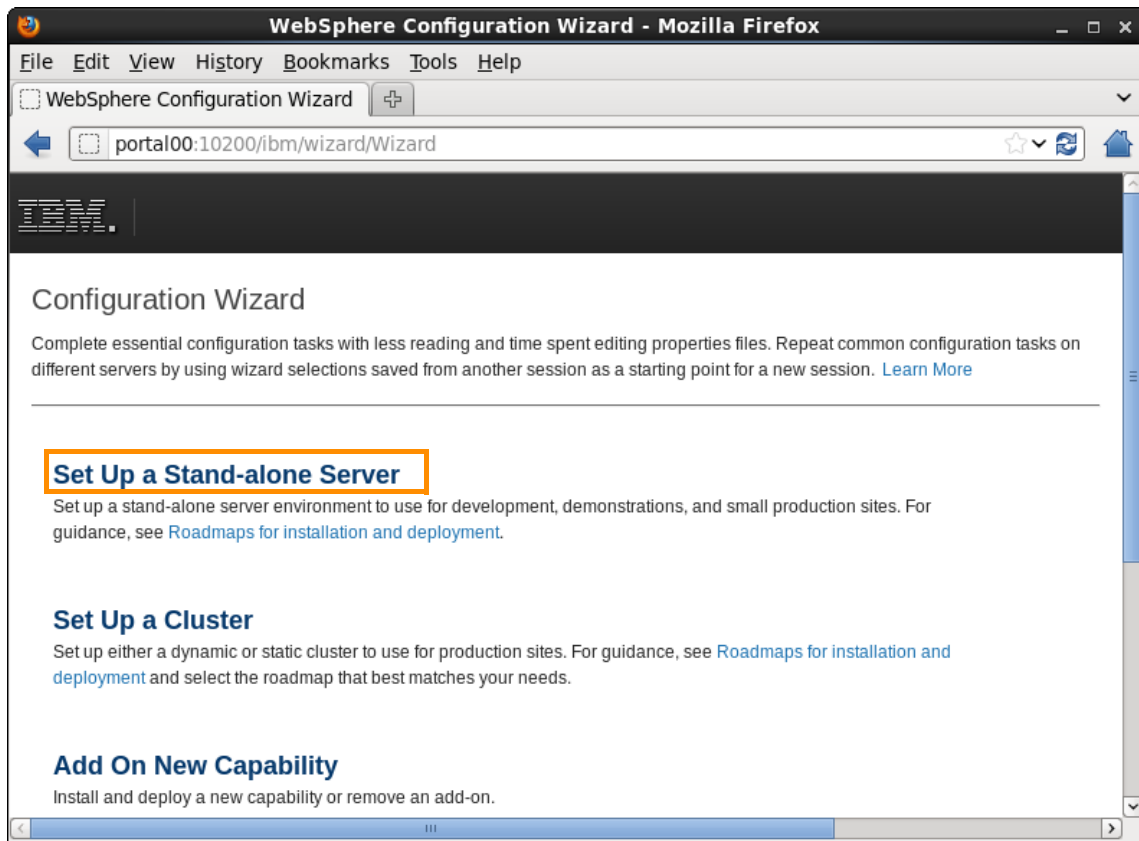 WebSphere Configuration Wizard - Mozilla Firefox
File Edit View History Bookmarks Tools Help
WebSphere Configuration Wizard
portal00:10200/ibm/wizard/Wizard
IBM.
Configuration Wizard
Complete essential configuration tasks with less reading and time spent editing properties files. Repeat common configuration tasks on
different servers by using wizard selections saved from another session as a starting point for a new session. Learn More
Set Up a Stand-alone Server
Set up a stand-alone server environment to use for development, demonstrations, and small production sites. For
guidance, see Roadmaps for installation and deployment.
Set Up a Cluster
Set up either a dynamic or static cluster to use for production sites. For guidance, see Roadmaps for installation and
deployment and select the roadmap that best matches your needs.
Add On New Capability
Install and deploy a new capability or remove an add-on.